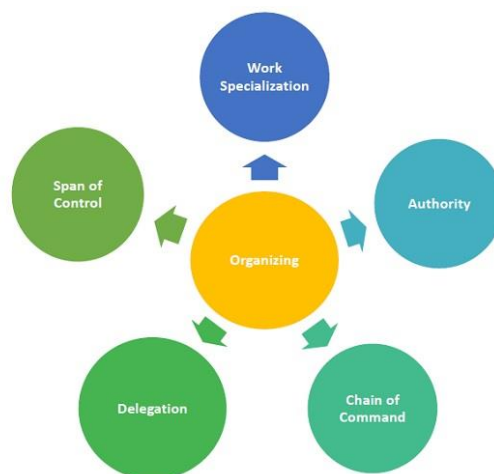 Work
Specialization
Span of
Control
Authority
Organizing
Delegation
Chain of
Command